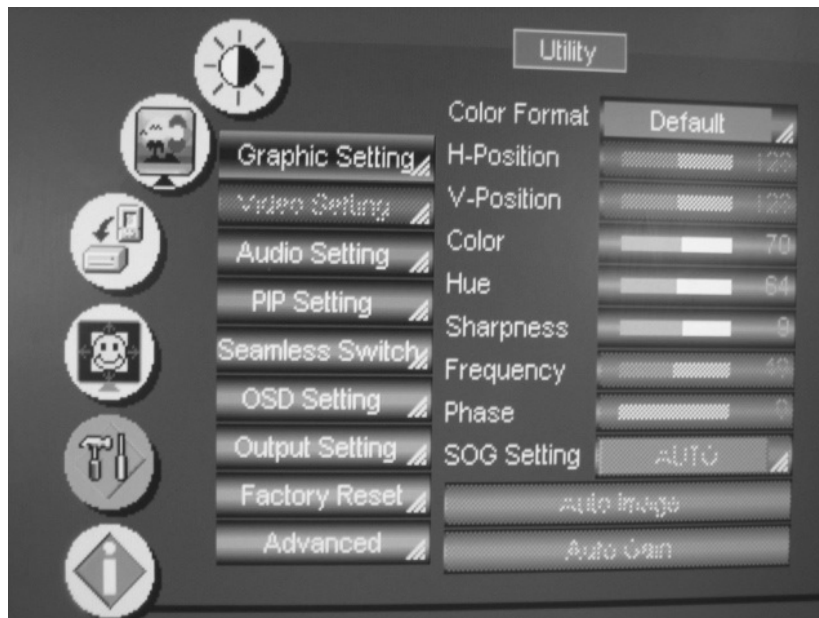 Utility
Graphic Setting
Video Setting
Audio Setting
PIP Setting
Seamless Switch
OSD Setting
Output Setting
Factory Reset
Advanced
Color Format Default
H-Position
V-Position
Color 70
Hue 64
Sharpness 9
Frequency 49
Phase 0
SOG Setting AUTO
Auto Image
Auto Gain